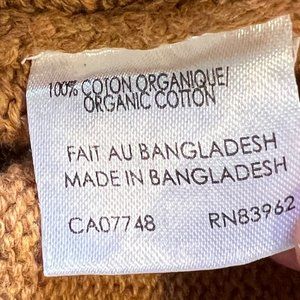 100% COTON ORGANIQUE/
ORGANIC COTTON
FAIT AU BANGLADESH
MADE IN BANGLADESH
CA07748 RN83962